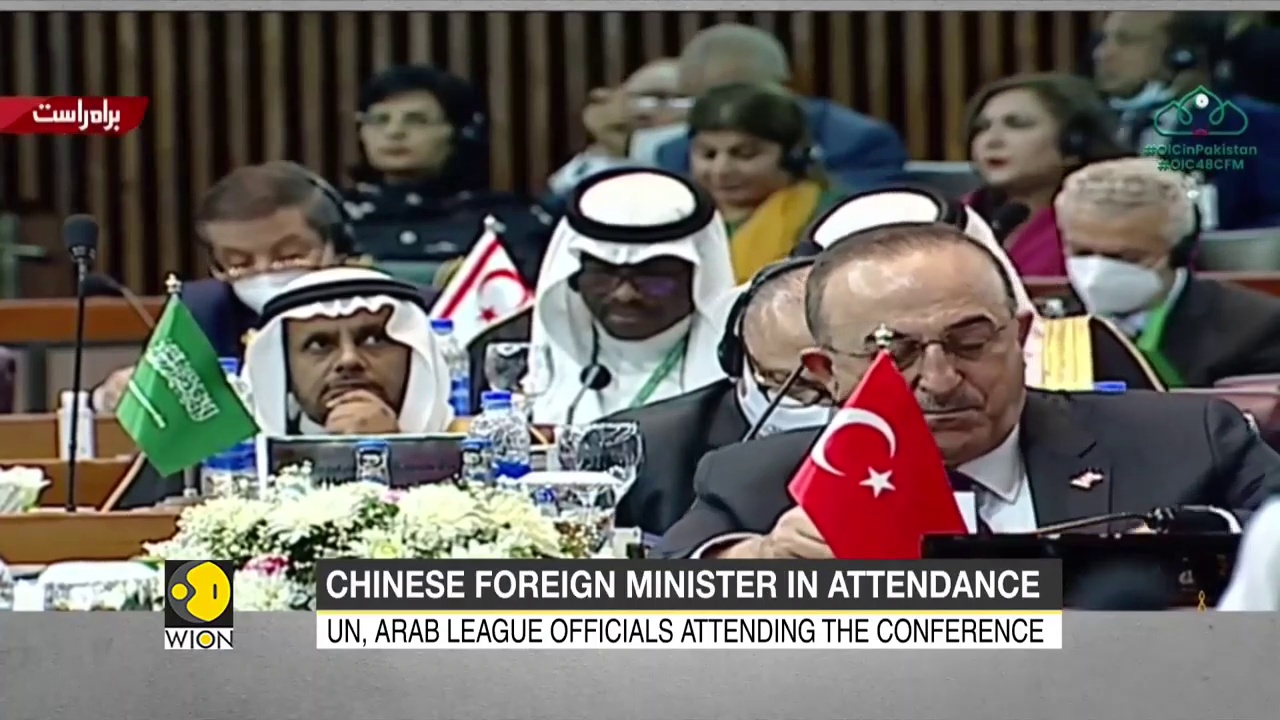 براہ راست
#OICinPakistan
#OIC48CFM
CHINESE FOREIGN MINISTER IN ATTENDANCE
WION
UN, ARAB LEAGUE OFFICIALS ATTENDING THE CONFERENCE